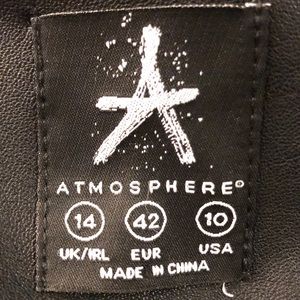 A
ATMOSPHERE®
14 42 10
UK/IRL EUR USA
MADE IN CHINA